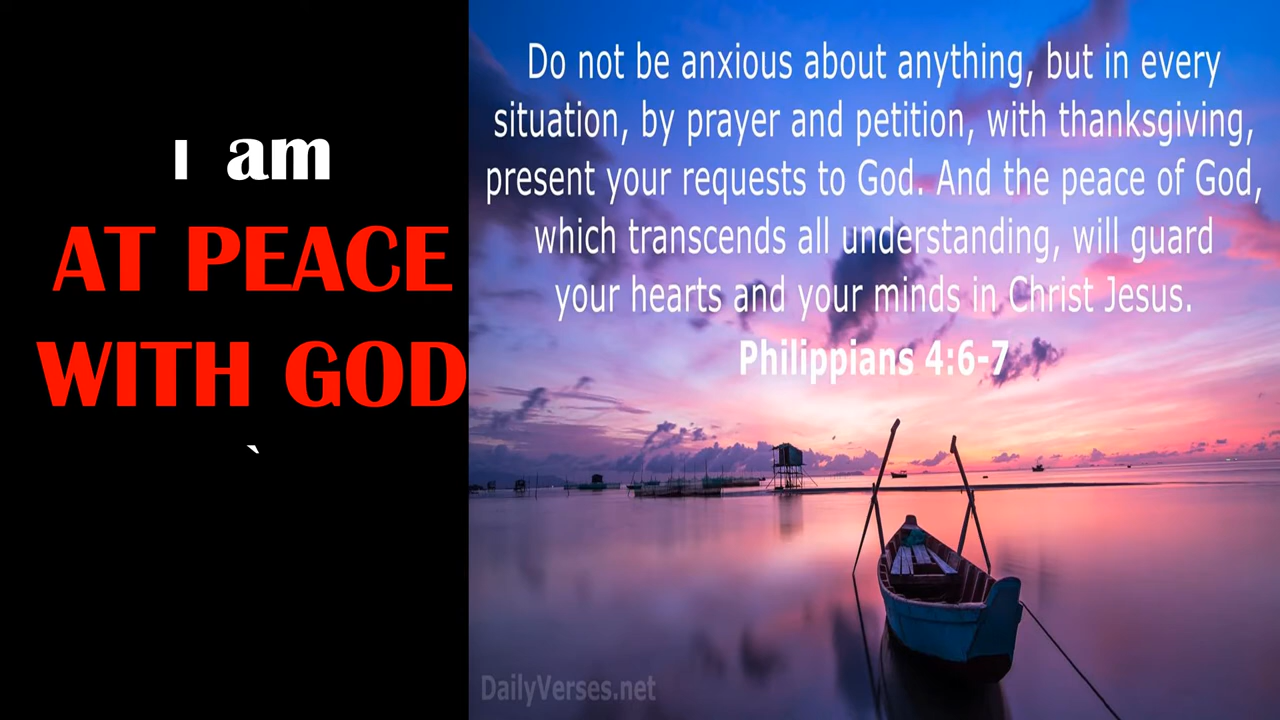 I am
AT PEACE
WITH GOD
`
Do not be anxious about anything, but in every
situation, by prayer and petition, with thanksgiving,
present your requests to God. And the peace of God,
which transcends all understanding, will guard
your hearts and your minds in Christ Jesus.
Philippians 4:6-7
DailyVerses.net